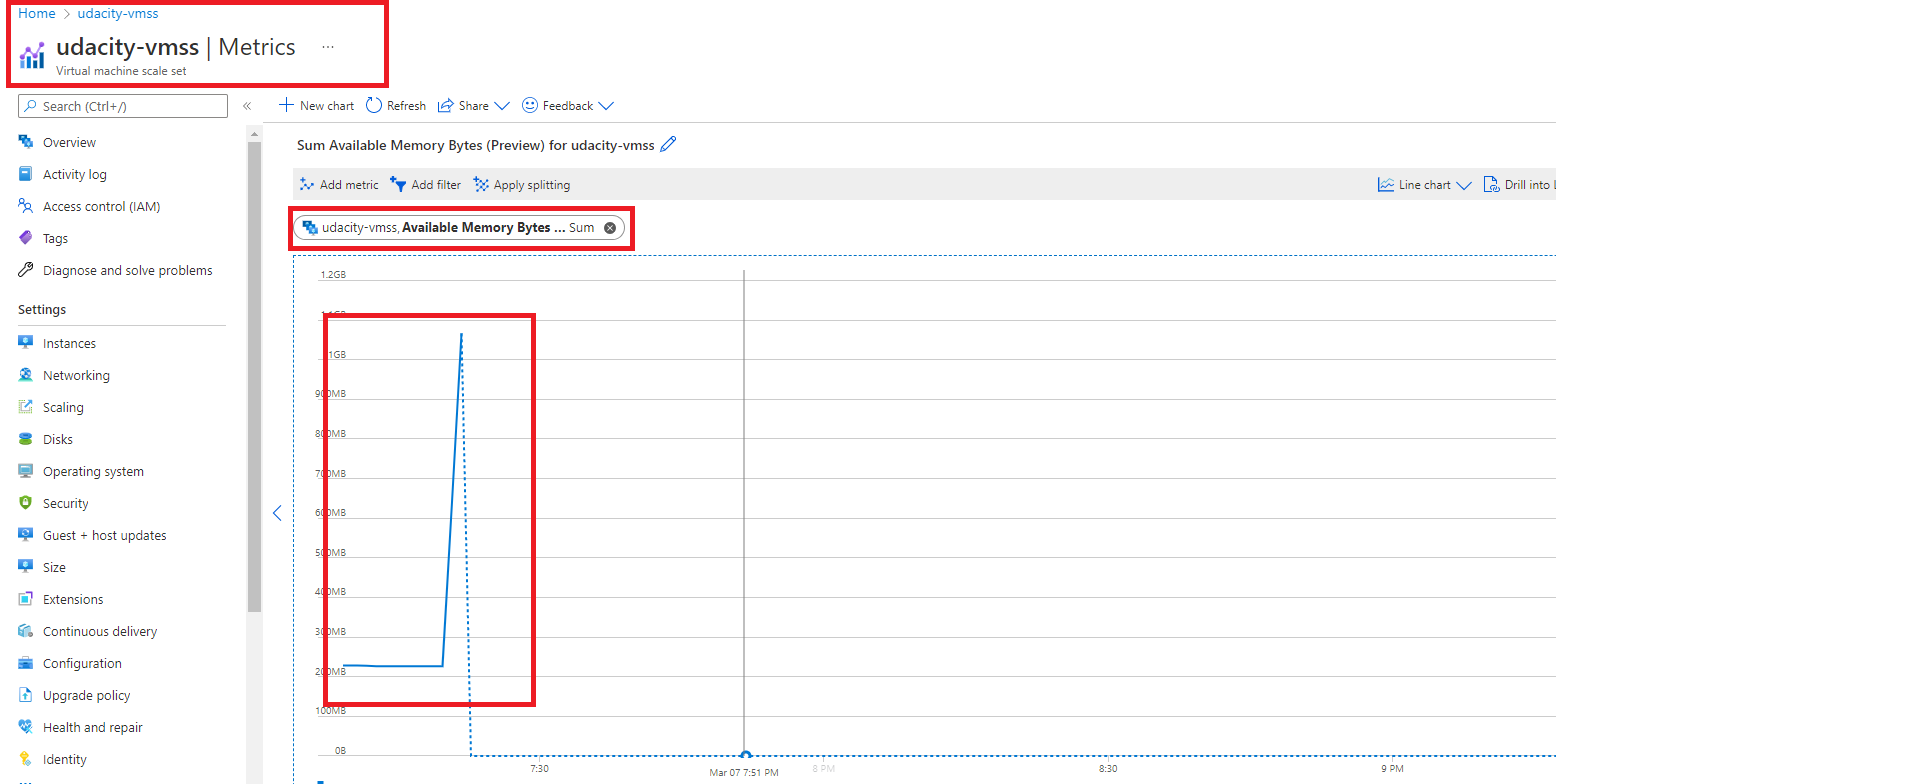 Home > udacity-vmss
udacity-vmss | Metrics ...
Virtual machine scale set
Search (Ctrl+/)
«
New chart Refresh Share Feedback
Overview
Activity log
Access control (IAM)
Tags
Diagnose and solve problems
Settings
Instances
Networking
Scaling
Disks
Operating system
Security
Guest + host updates
Size
Extensions
Continuous delivery
Configuration
Upgrade policy
Health and repair
Identity
Sum Available Memory Bytes (Preview) for udacity-vmss
Add metric Add filter Apply splitting Line chart Drill into L
udacity-vmss, Available Memory Bytes ... Sum
1.2GB
1.1GB
1GB
900MB
800MB
700MB
600MB
500MB
400MB
300MB
200MB
100MB
0B
7:30 Mar 07 7:51 PM 8 PM 8:30 9 PM